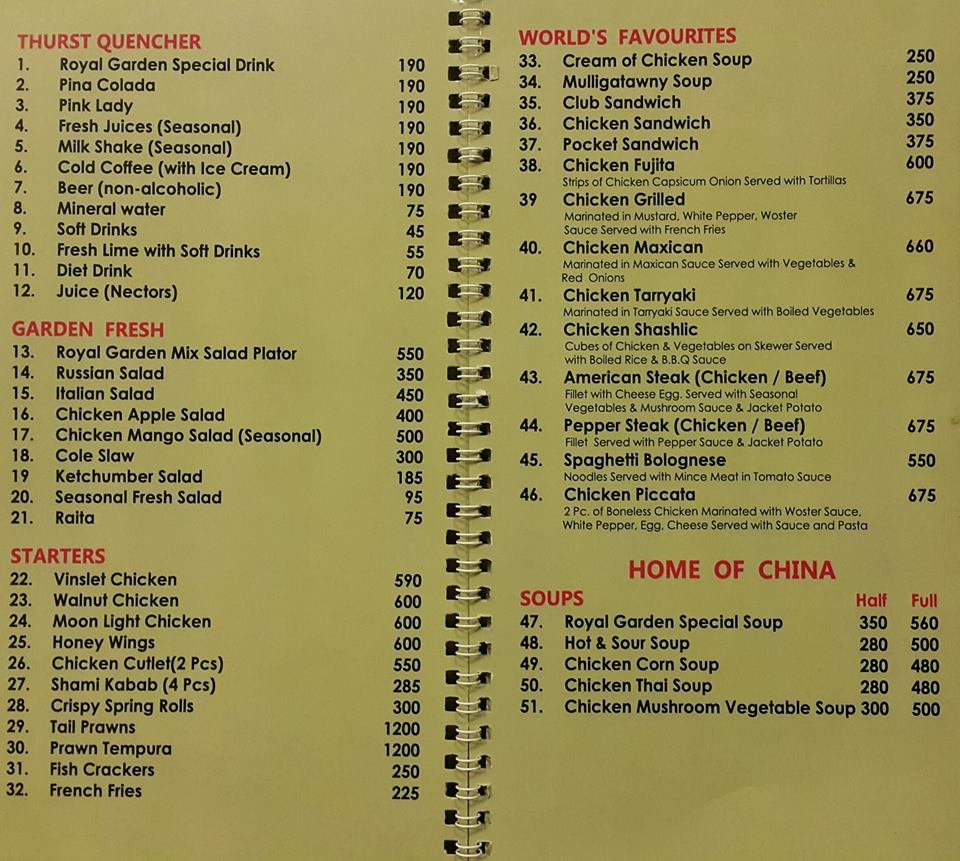 THURST QUENCHER
1. Royal Garden Special Drink 190
2. Pina Colada 190
3. Pink Lady 190
4. Fresh Juices (Seasonal) 190
5. Milk Shake (Seasonal) 190
6. Cold Coffee (with Ice Cream) 190
7. Beer (non-alcoholic) 190
8. Mineral water 75
9. Soft Drinks 45
10. Fresh Lime with Soft Drinks 55
11. Diet Drink 70
12. Juice (Nectors) 120
GARDEN FRESH
13. Royal Garden Mix Salad Plator 550
14. Russian Salad 350
15. Italian Salad 450
16. Chicken Apple Salad 400
17. Chicken Mango Salad (Seasonal) 500
18. Cole Slaw 300
19 Ketchumber Salad 185
20. Seasonal Fresh Salad 95
21. Raita 75
STARTERS
22. Vinslet Chicken 590
23. Walnut Chicken 600
24. Moon Light Chicken 600
25. Honey Wings 600
26. Chicken Cutlet(2 Pcs) 550
27. Shami Kabab (4 Pcs) 285
28. Crispy Spring Rolls 300
29. Tail Prawns 1200
30. Prawn Tempura 1200
31. Fish Crackers 250
32. French Fries 225
WORLD'S FAVOURITES
33. Cream of Chicken Soup 250
34. Mulligatawny Soup 250
35. Club Sandwich 375
36. Chicken Sandwich 350
37. Pocket Sandwich 375
38. Chicken Fujita 600
Strips of Chicken Capsicum Onion Served with Tortillas
39 Chicken Grilled 675
Marinated in Mustard, White Pepper, Woster
Sauce Served with French Fries
40. Chicken Maxican 660
Marinated in Maxican Sauce Served with Vegetables &
Red Onions
41. Chicken Tarryaki 675
Marinated in Tarryaki Sauce Served with Boiled Vegetables
42. Chicken Shashlic 650
Cubes of Chicken & Vegetables on Skewer Served
with Boiled Rice & B.B.Q Sauce
43. American Steak (Chicken / Beef) 675
Fillet with Cheese Egg. Served with Seasonal
Vegetables & Mushroom Sauce & Jacket Potato
44. Pepper Steak (Chicken / Beef) 675
Fillet Served with Pepper Sauce & Jacket Potato
45. Spaghetti Bolognese 550
Noodles Served with Mince Meat in Tomato Sauce
46. Chicken Piccata 675
2 Pc. of Boneless Chicken Marinated with Woster Sauce,
White Pepper, Egg, Cheese Served with Sauce and Pasta
HOME OF CHINA
SOUPS Half Full
47. Royal Garden Special Soup 350 560
48. Hot & Sour Soup 280 500
49. Chicken Corn Soup 280 480
50. Chicken Thai Soup 280 480
51. Chicken Mushroom Vegetable Soup 300 500